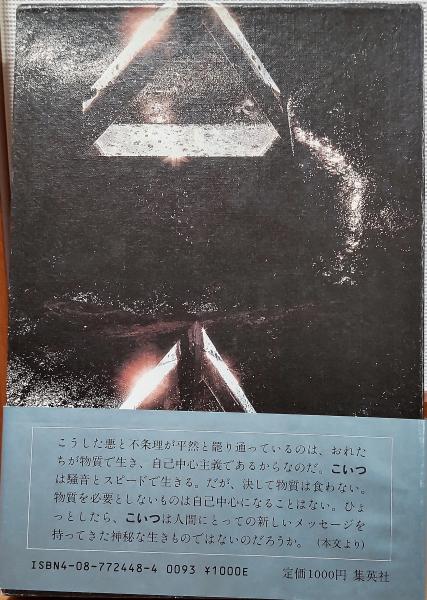 こうした悪と不条理が平然と罷り通っているのは、おれた
ちが物質で生き、自己中心主義であるからなのだ。こいつ
は騒音とスピードで生きる。だが、決して物質は食わない。
物質を必要としないものは自己中心になることはない。ひょ
っとしたら、こいつは人間にとっての新しいメッセージを
持ってきた神秘な生きものではないのだろうか。（本文より）
ISBN4-08-772448-4 0093 ¥1000E 定価1000円 集英社